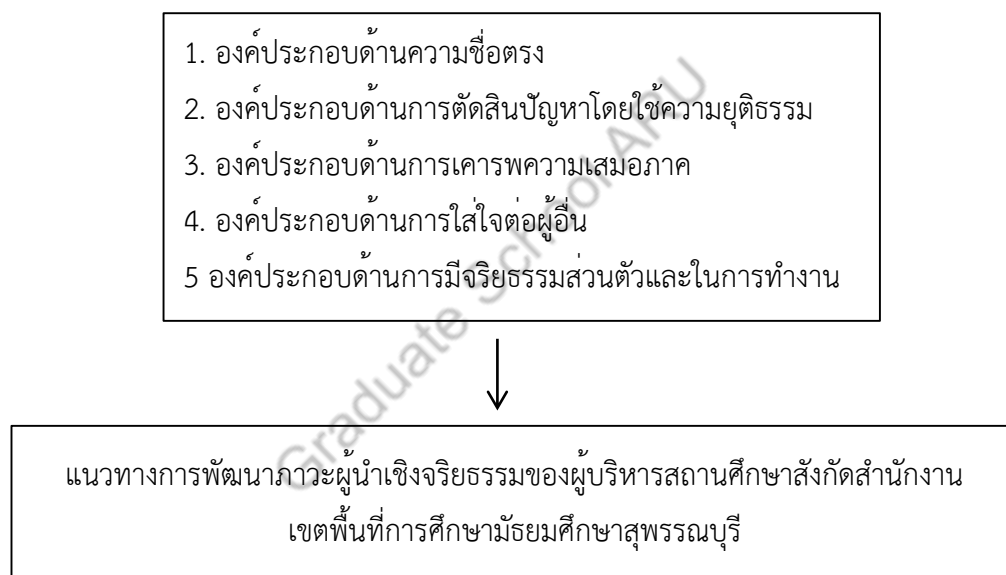 1. องค์ประกอบด้านความซื่อตรง
2. องค์ประกอบด้านการตัดสินปัญหาโดยใช้ความยุติธรรม
3. องค์ประกอบด้านการเคารพความเสมอภาค
4. องค์ประกอบด้านการใส่ใจต่อผู้อื่น
5 องค์ประกอบด้านการมีจริยธรรมส่วนตัวและในการทำงาน
Graduate School ARU
แนวทางการพัฒนาภาวะผู้นำเชิงจริยธรรมของผู้บริหารสถานศึกษาสังกัดสำนักงาน
เขตพื้นที่การศึกษามัธยมศึกษาสุพรรณบุรี